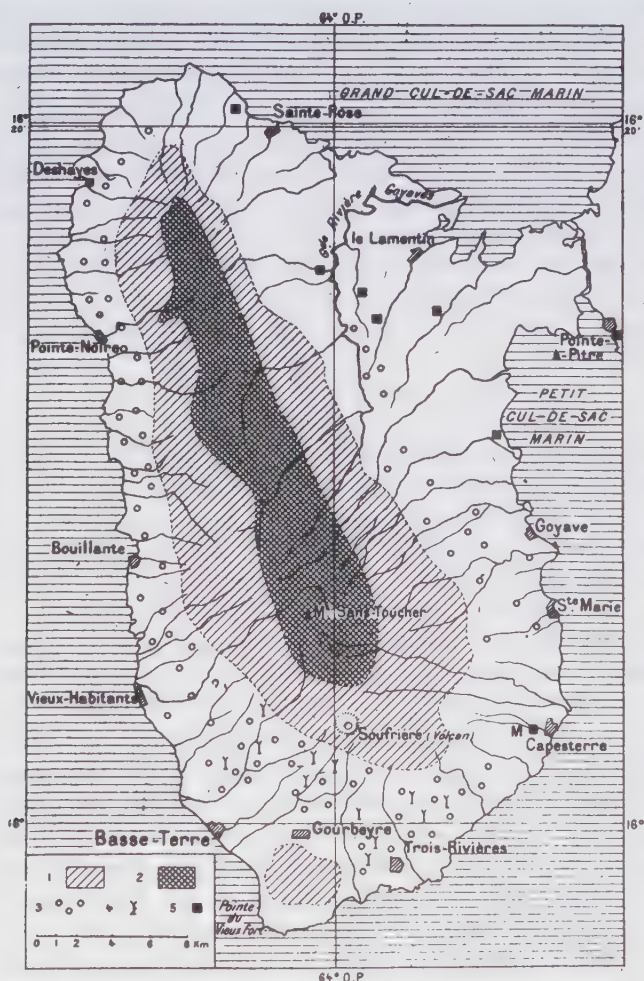 64° O.P.
GRAND CUL-DE-SAC MARIN
16°
20'
16°
20'
Sainte-Rose
Deshayes
Gde Rivière
Goyaves
le Lamentin
Pointe-Noire
Pointe-
à-Pitre
PETIT
CUL-DE-SAC
MARIN
Goyave
Bouillante
Ste Marie
Mt Sans-Toucher
Vieux-Habitants
Soufrière (Volcan)
M
Capesterre
16°
16°
Basse-Terre
Gourbeyre
Trois-Rivières
1
2
3
4
5
Pointe
du
Vieux Fort
0 1 2 4 6 8 Km
64° O.P.